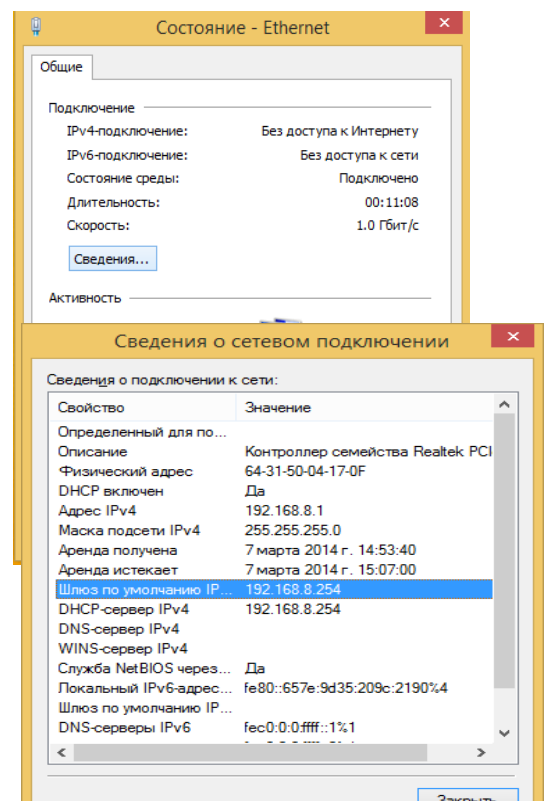 Состояние - Ethernet
Общие
Подключение
IPv4-подключение: Без доступа к Интернету
IPv6-подключение: Без доступа к сети
Состояние среды: Подключено
Длительность: 00:11:08
Скорость: 1.0 Гбит/с
Сведения...
Активность
Сведения о сетевом подключении
Сведения о подключении к сети:
Свойство Значение
Определенный для по...
Описание Контроллер семейства Realtek PCI
Физический адрес 64-31-50-04-17-0F
DHCP включен Да
Адрес IPv4 192.168.8.1
Маска подсети IPv4 255.255.255.0
Аренда получена 7 марта 2014 г. 14:53:40
Аренда истекает 7 марта 2014 г. 15:07:00
Шлюз по умолчанию IP... 192.168.8.254
DHCP-сервер IPv4 192.168.8.254
DNS-сервер IPv4
WINS-сервер IPv4
Служба NetBIOS через... Да
Локальный IPv6-адрес... fe80::657e:9d35:209c:2190%4
Шлюз по умолчанию IP...
DNS-серверы IPv6 fec0:0:0:ffff::1%1
Закрыть